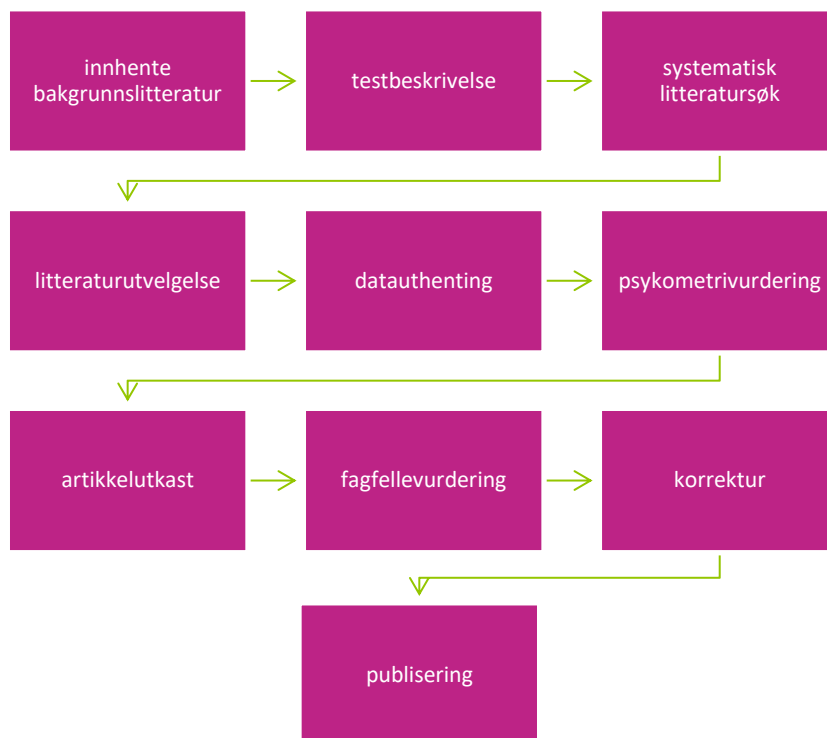 innhente
bakgrunnslitteratur
testbeskrivelse
systematisk
litteratursøk
litteraturutvelgelse
datauthenting
psykometrivurdering
artikkelutkast
fagfellevurdering
korrektur
publisering